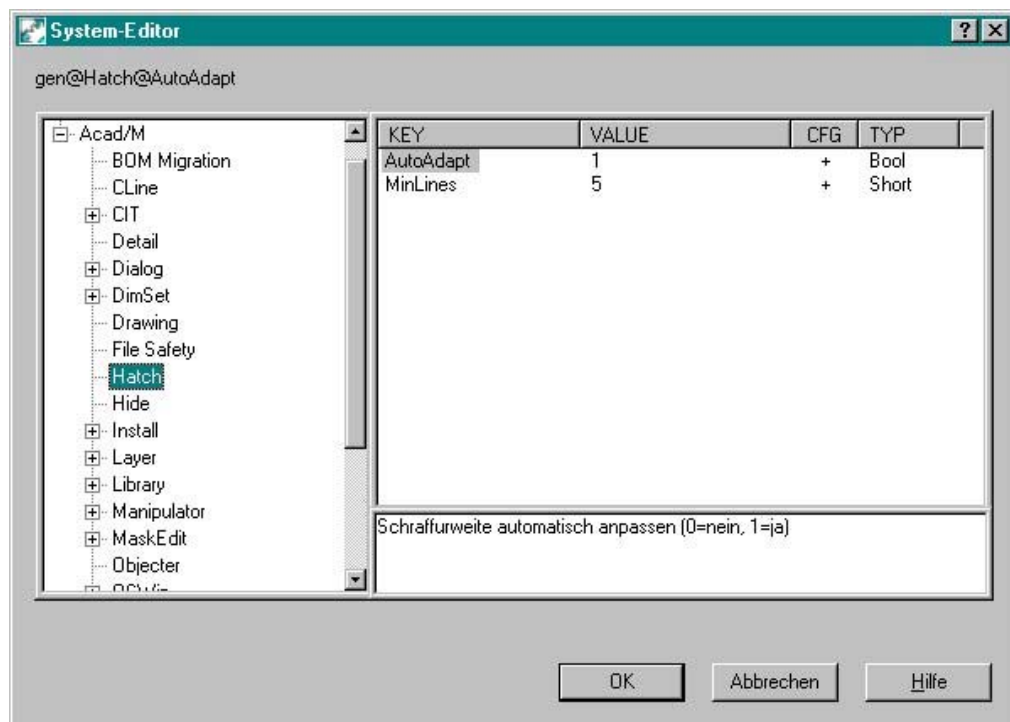 System-Editor
gen@Hatch@AutoAdapt
Acad/M
BOM Migration
CLine
CIT
Detail
Dialog
DimSet
Drawing
File Safety
Hatch
Hide
Install
Layer
Library
Manipulator
MaskEdit
Objecter
KEY VALUE CFG TYP
AutoAdapt 1 + Bool
MinLines 5 + Short
Schraffurweite automatisch anpassen (0=nein, 1=ja)
OK Abbrechen Hilfe